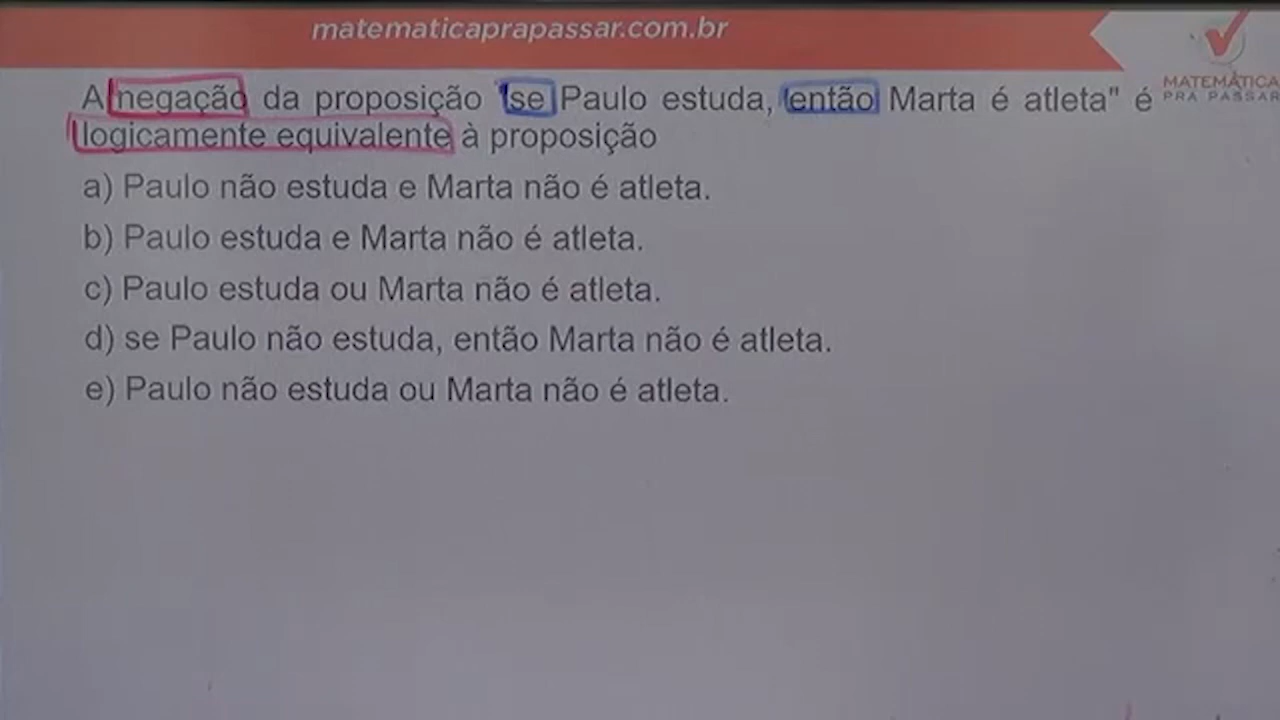 matematicaprapassar.com.br
MATEMÁTICA
PRA PASSAR
A negação da proposição "se Paulo estuda, então Marta é atleta" é
logicamente equivalente à proposição
a) Paulo não estuda e Marta não é atleta.
b) Paulo estuda e Marta não é atleta.
c) Paulo estuda ou Marta não é atleta.
d) se Paulo não estuda, então Marta não é atleta.
e) Paulo não estuda ou Marta não é atleta.